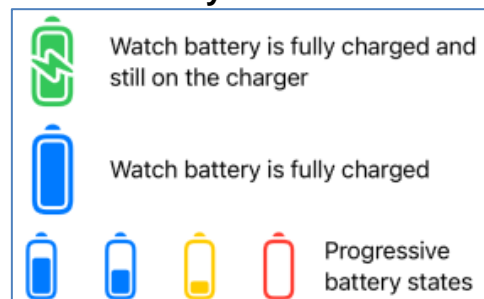 Watch battery is fully charged and
still on the charger
Watch battery is fully charged
Progressive
battery states